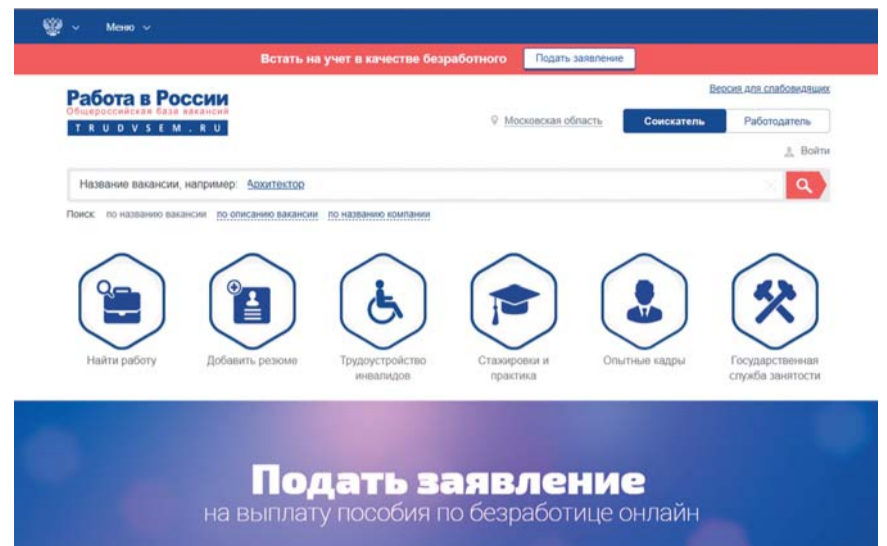 Меню
Встать на учет в качестве безработного Подать заявление
Версия для слабовидящих
Работа в России
Общероссийская база вакансий
TRUDVSEM.RU
Московская область Соискатель Работодатель
Войти
Название вакансии, например: Архитектор
Поиск: по названию вакансии по описанию вакансии по названию компании
Найти работу
Добавить резюме
Трудоустройство
инвалидов
Стажировки и
практика
Опытные кадры
Государственная
служба занятости
Подать заявление
на выплату пособия по безработице онлайн